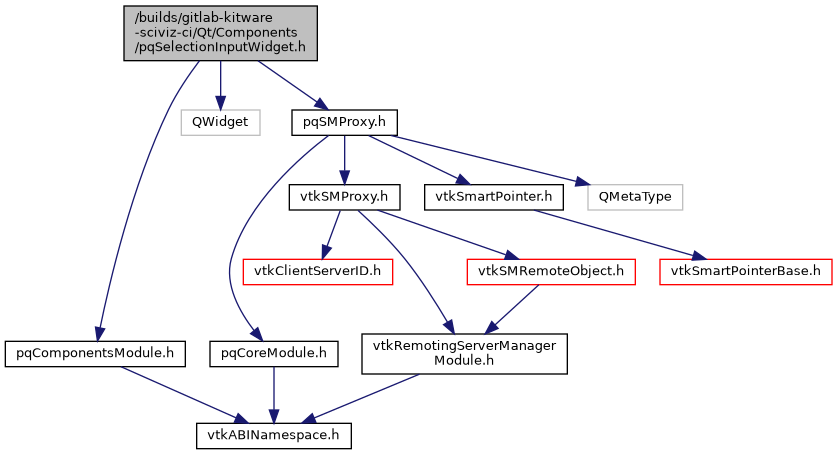 /builds/gitlab-kitware
-sciviz-ci/Qt/Components
/pqSelectionInputWidget.h
QWidget
pqSMProxy.h
vtkSMProxy.h
vtkSmartPointer.h
QMetaType
vtkClientServerID.h
vtkSMRemoteObject.h
vtkSmartPointerBase.h
pqComponentsModule.h
pqCoreModule.h
vtkRemotingServerManager
Module.h
vtkABINamespace.h